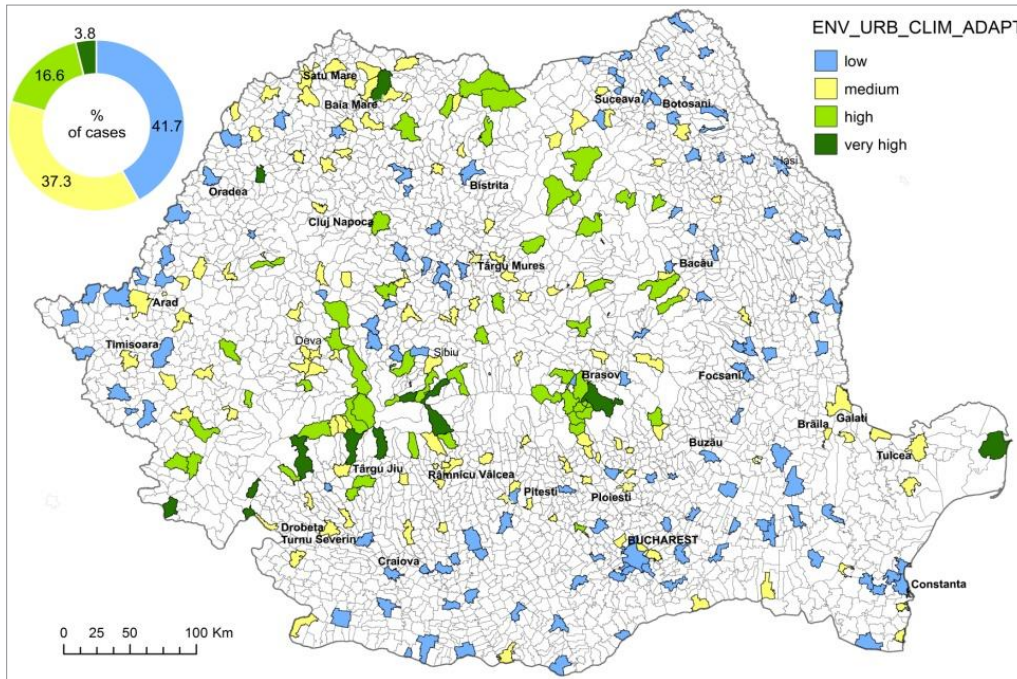 3.8
16.6
%
of cases
41.7
37.3
ENV_URB_CLIM_ADAPT
low
medium
high
very high
Satu Mare
Baia Mare
Suceava
Botosani
Iasi
Oradea
Bistrita
Cluj Napoca
Târgu Mures
Bacău
Arad
Timisoara
Deva
Sibiu
Brasov
Focsani
Galati
Brăila
Tulcea
Buzău
Târgu Jiu
Râmnicu Vâlcea
Pitesti
Ploiesti
Drobeta
Turnu Severin
BUCHAREST
Craiova
Constanta
0 25 50 100 Km